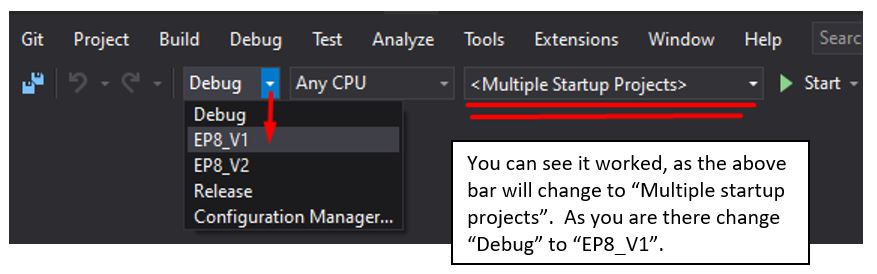 Git Project Build Debug Test Analyze Tools Extensions Window Help Searc
Debug Any CPU <Multiple Startup Projects> Start
Debug
EP8_V1
EP8_V2
Release
Configuration Manager...
You can see it worked, as the above
bar will change to “Multiple startup
projects”.  As you are there change
“Debug” to “EP8_V1”.